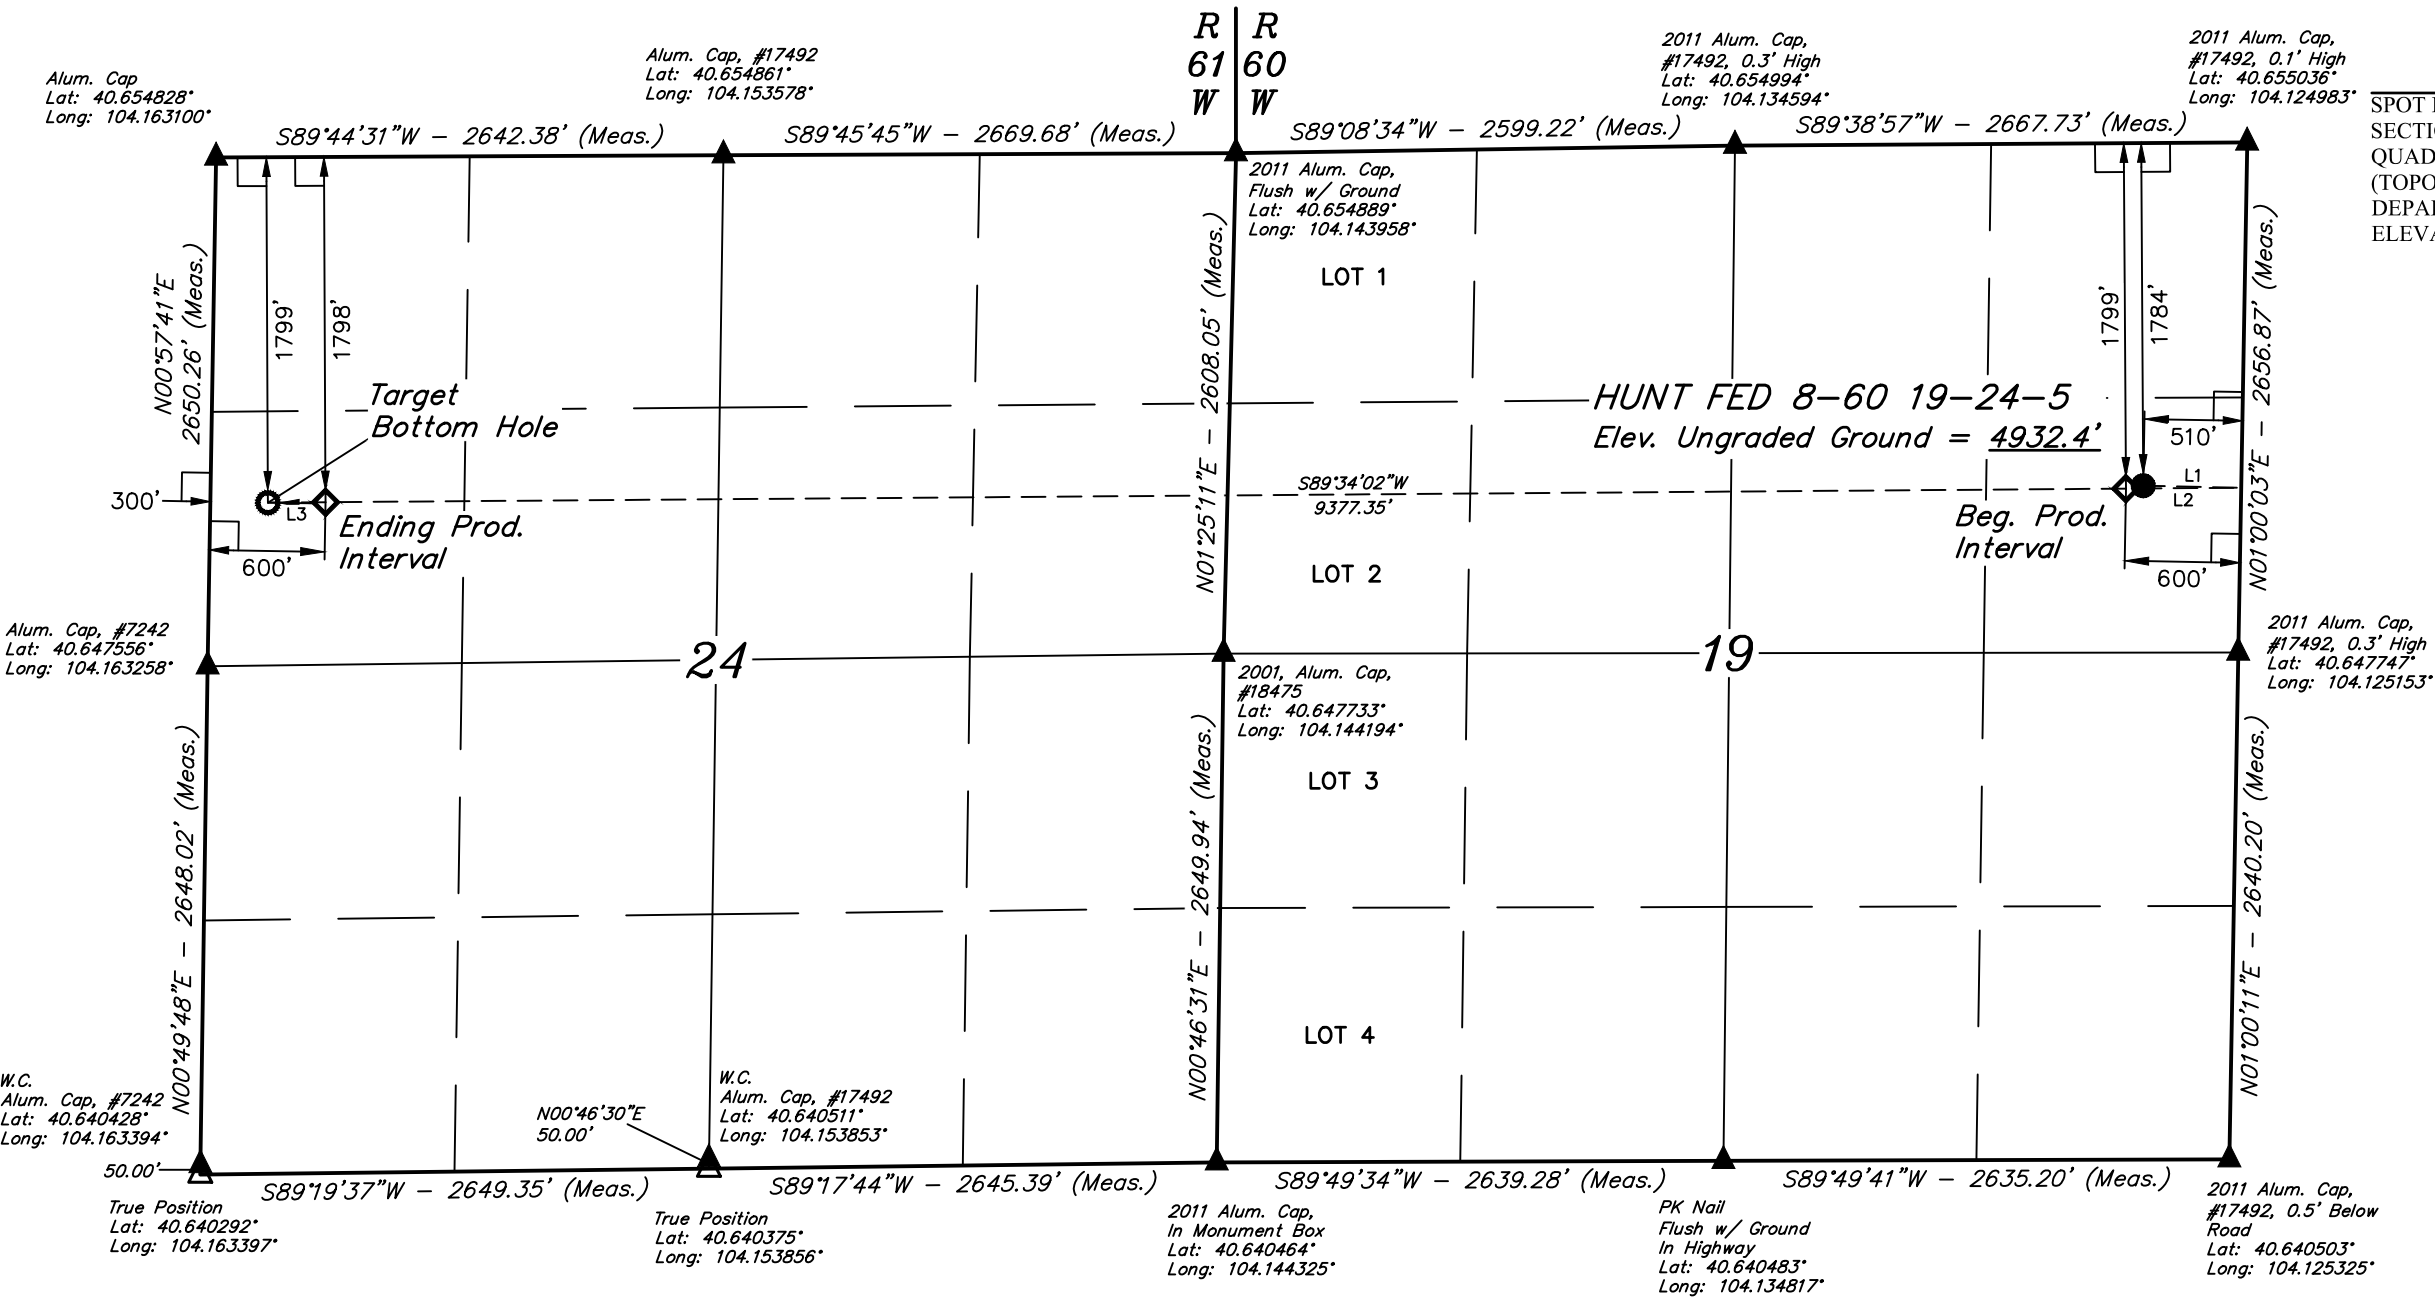 R R
61 60
W W
Alum. Cap
Lat: 40.654828°
Long: 104.163100°
Alum. Cap, #17492
Lat: 40.654861°
Long: 104.153578°
2011 Alum. Cap,
#17492, 0.3' High
Lat: 40.654994°
Long: 104.134594°
2011 Alum. Cap,
#17492, 0.1' High
Lat: 40.655036°
Long: 104.124983°
SPOT
SECTI
QUAD
(TOPO
DEPA
ELEVA
S89°44'31"W - 2642.38' (Meas.)
S89°45'45"W - 2669.68' (Meas.)
S89°08'34"W - 2599.22' (Meas.)
S89°38'57"W - 2667.73' (Meas.)
2011 Alum. Cap,
Flush w/ Ground
Lat: 40.654889°
Long: 104.143958°
LOT 1
N00°57'41"E
2650.26' (Meas.)
1799'
1798'
N01°25'11"E - 2608.05' (Meas.)
1799'
1784'
N01°00'03"E - 2656.87' (Meas.)
Target
Bottom Hole
HUNT FED 8-60 19-24-5
Elev. Ungraded Ground = 4932.4'
510'
L1
L2
300'
L3
S89°34'02"W
9377.35'
Ending Prod.
Interval
600'
Beg. Prod.
Interval
600'
LOT 2
Alum. Cap, #7242
Lat: 40.647556°
Long: 104.163258°
24
19
2011 Alum. Cap,
#17492, 0.3' High
Lat: 40.647747°
Long: 104.125153°
2001, Alum. Cap,
#18475
Lat: 40.647733°
Long: 104.144194°
LOT 3
N00°49'48"E - 2648.02' (Meas.)
N00°46'31"E - 2649.94' (Meas.)
N01°00'11"E - 2640.20' (Meas.)
LOT 4
W.C.
Alum. Cap, #7242
Lat: 40.640428°
Long: 104.163394°
50.00'
N00°46'30"E
50.00'
W.C.
Alum. Cap, #17492
Lat: 40.640511°
Long: 104.153853°
S89°19'37"W - 2649.35' (Meas.)
S89°17'44"W - 2645.39' (Meas.)
S89°49'34"W - 2639.28' (Meas.)
S89°49'41"W - 2635.20' (Meas.)
True Position
Lat: 40.640292°
Long: 104.163397°
True Position
Lat: 40.640375°
Long: 104.153856°
2011 Alum. Cap,
In Monument Box
Lat: 40.640464°
Long: 104.144325°
PK Nail
Flush w/ Ground
In Highway
Lat: 40.640483°
Long: 104.134817°
2011 Alum. Cap,
#17492, 0.5' Below
Road
Lat: 40.640503°
Long: 104.125325°